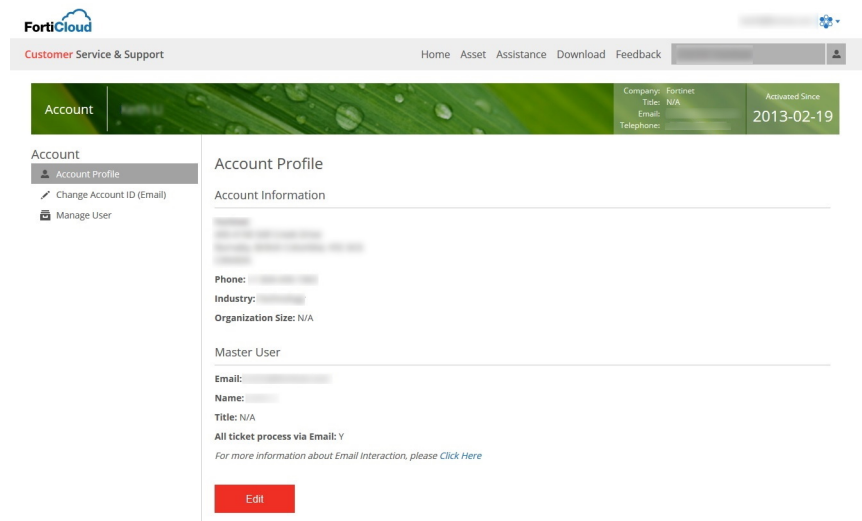 FortiCloud
Customer Service & Support
Home Asset Assistance Download Feedback
Account
Company: Fortinet
Title: N/A
Email:
Telephone:
Activated Since
2013-02-19
Account
Account Profile
Change Account ID (Email)
Manage User
Account Profile
Account Information
Phone:
Industry:
Organization Size: N/A
Master User
Email:
Name:
Title: N/A
All ticket process via Email: Y
For more information about Email Interaction, please Click Here
Edit